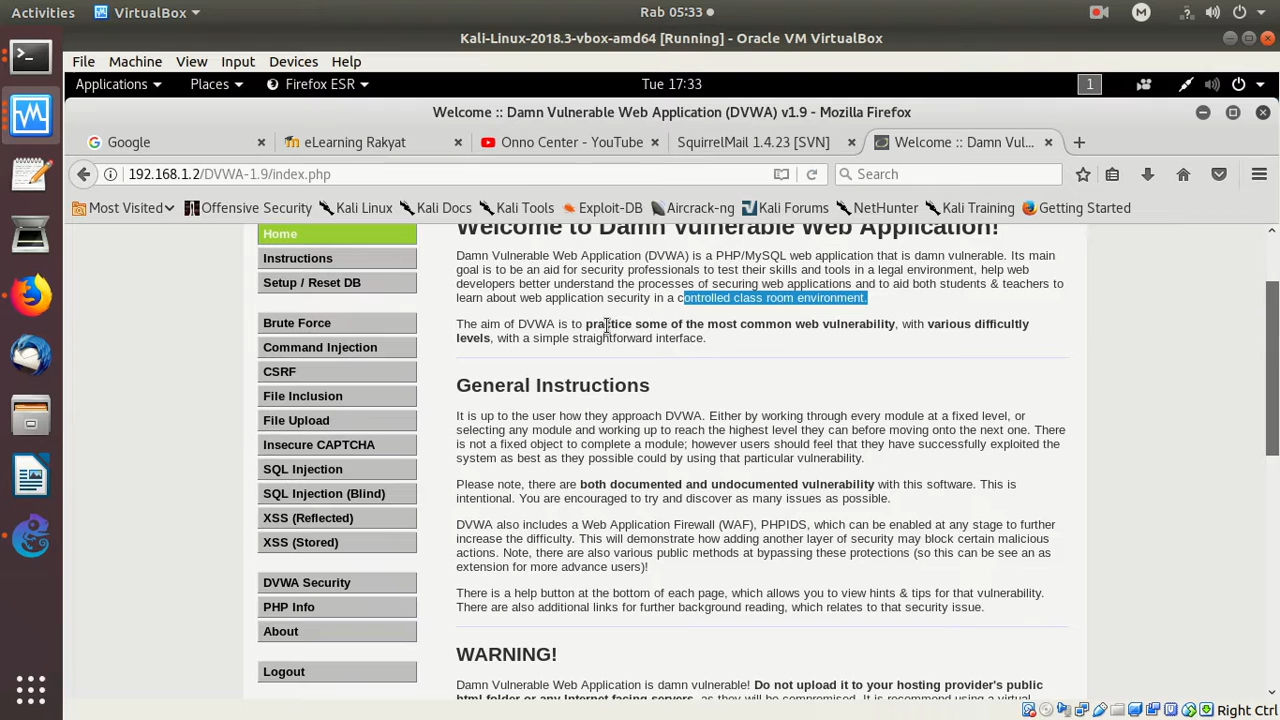 Activities VirtualBox Rab 05:33 M
Kali-Linux-2018.3-vbox-amd64 [Running] - Oracle VM VirtualBox
File Machine View Input Devices Help
Applications Places Firefox ESR Tue 17:33 1
Welcome :: Damn Vulnerable Web Application (DVWA) v1.9 - Mozilla Firefox
Google eLearning Rakyat Onno Center - YouTube SquirrelMail 1.4.23 [SVN] Welcome :: Damn Vul...
192.168.1.2/DVWA-1.9/index.php Search
Most Visited Offensive Security Kali Linux Kali Docs Kali Tools Exploit-DB Aircrack-ng Kali Forums NetHunter Kali Training Getting Started
Home
Instructions
Setup / Reset DB
Brute Force
Command Injection
CSRF
File Inclusion
File Upload
Insecure CAPTCHA
SQL Injection
SQL Injection (Blind)
XSS (Reflected)
XSS (Stored)
DVWA Security
PHP Info
About
Logout
Welcome to Damn Vulnerable Web Application!
Damn Vulnerable Web Application (DVWA) is a PHP/MySQL web application that is damn vulnerable. Its main
goal is to be an aid for security professionals to test their skills and tools in a legal environment, help web
developers better understand the processes of securing web applications and to aid both students & teachers to
learn about web application security in a controlled class room environment.
The aim of DVWA is to practice some of the most common web vulnerability, with various difficultly
levels, with a simple straightforward interface.
General Instructions
It is up to the user how they approach DVWA. Either by working through every module at a fixed level, or
selecting any module and working up to reach the highest level they can before moving onto the next one. There
is not a fixed object to complete a module; however users should feel that they have successfully exploited the
system as best as they possible could by using that particular vulnerability.
Please note, there are both documented and undocumented vulnerability with this software. This is
intentional. You are encouraged to try and discover as many issues as possible.
DVWA also includes a Web Application Firewall (WAF), PHPIDS, which can be enabled at any stage to further
increase the difficulty. This will demonstrate how adding another layer of security may block certain malicious
actions. Note, there are also various public methods at bypassing these protections (so this can be see an as
extension for more advance users)!
There is a help button at the bottom of each page, which allows you to view hints & tips for that vulnerability.
There are also additional links for further background reading, which relates to that security issue.
WARNING!
Damn Vulnerable Web Application is damn vulnerable! Do not upload it to your hosting provider's public
html folder or any Internet facing servers, as they will be compromised. It is recommend using a virtual
Right Ctrl